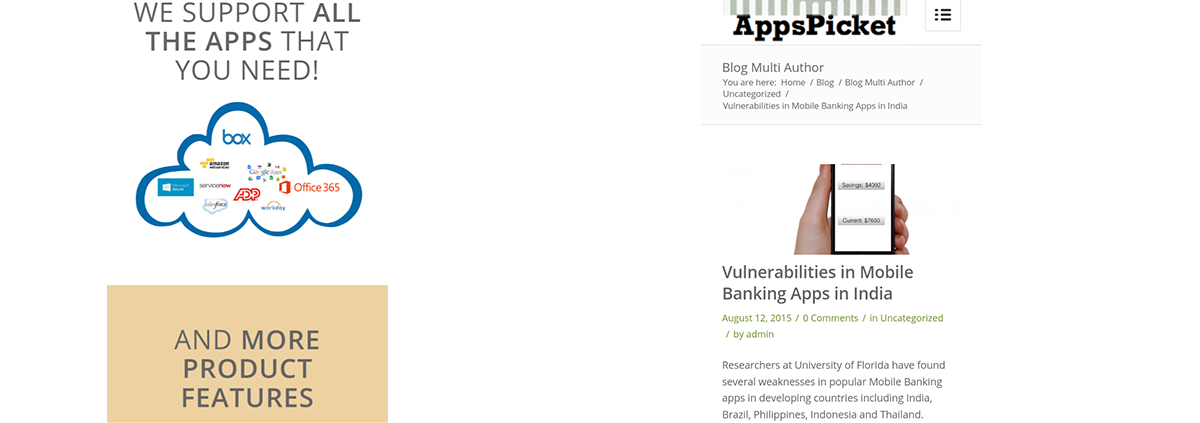 WE SUPPORT ALL
THE APPS THAT
YOU NEED!
box
amazon
web services
Google Apps
Microsoft
Azure
servicenow
ADP
Office 365
salesforce
workday
AND MORE
PRODUCT
FEATURES
AppsPicket
Blog Multi Author
You are here: Home / Blog / Blog Multi Author /
Uncategorized /
Vulnerabilities in Mobile Banking Apps in India
Savings: $4092
Current: $7650
Vulnerabilities in Mobile
Banking Apps in India
August 12, 2015 / 0 Comments / in Uncategorized
/ by admin
Researchers at University of Florida have found
several weaknesses in popular Mobile Banking
apps in developing countries including India,
Brazil, Philippines, Indonesia and Thailand.